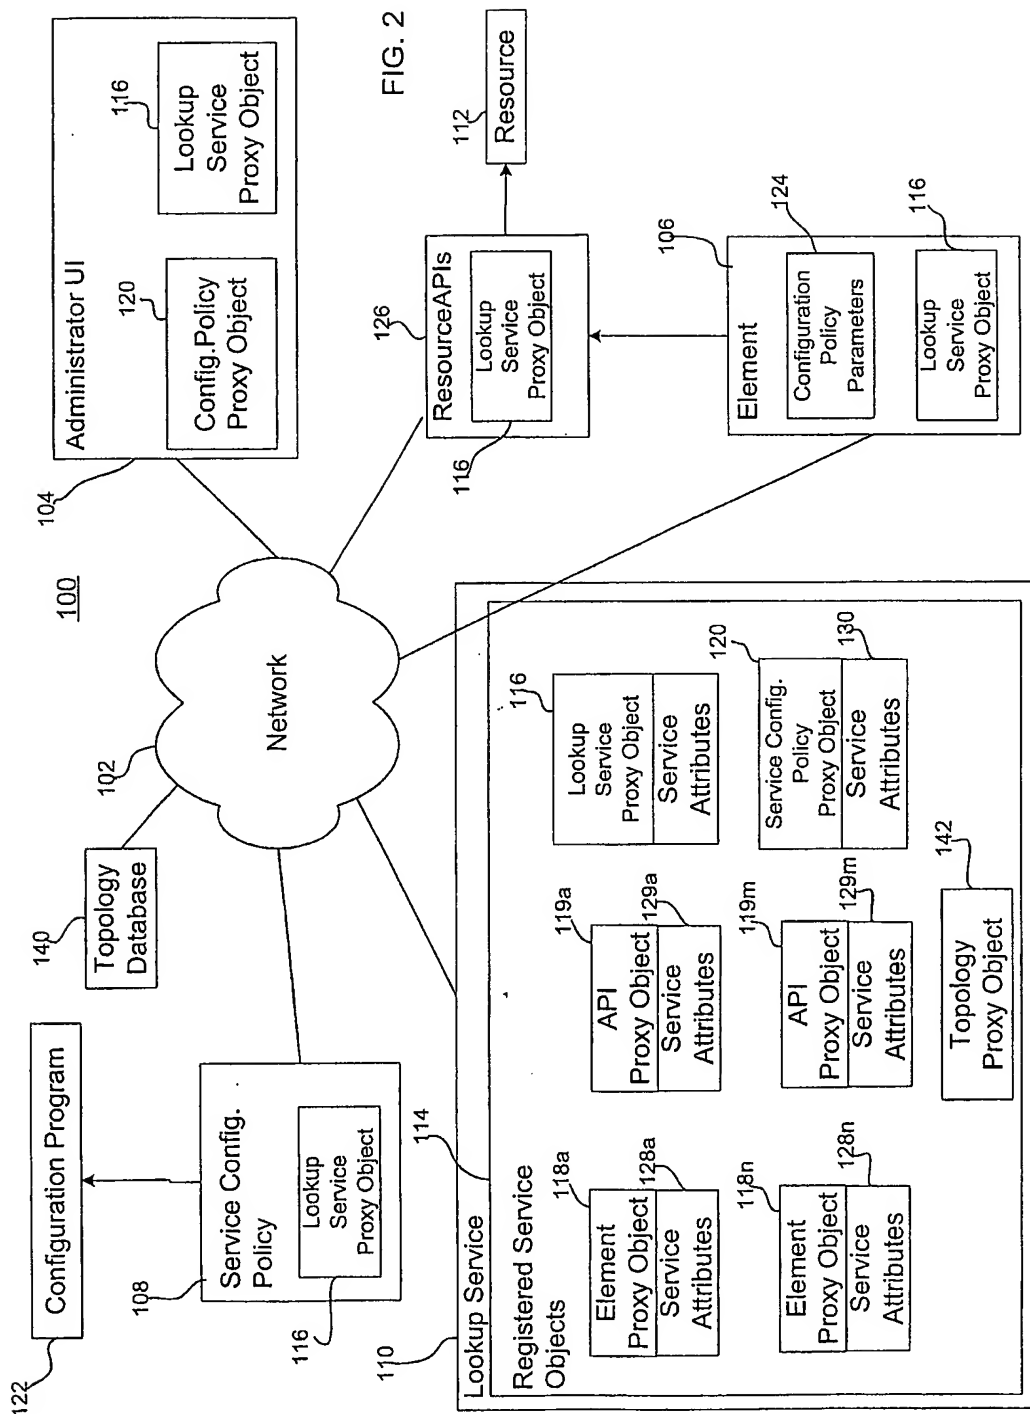 FIG. 2
100
122
Configuration Program
140
Topology
Database
102
Network
104
Administrator UI
120
Config.Policy
Proxy Object
116
Lookup
Service
Proxy Object
108
Service Config.
Policy
116
Lookup
Service
Proxy Object
126
ResourceAPIs
116
Lookup
Service
Proxy Object
112
Resource
106
Element
124
Configuration
Policy
Parameters
116
Lookup
Service
Proxy Object
110
Lookup Service
114
Registered Service
Objects
118a
Element
Proxy Object
128a
Service
Attributes
119a
API
Proxy Object
129a
Service
Attributes
116
Lookup
Service
Proxy Object
Service
Attributes
118n
Element
Proxy Object
128n
Service
Attributes
119m
API
Proxy Object
129m
Service
Attributes
120
Service Config.
Policy
Proxy Object
130
Service
Attributes
142
Topology
Proxy Object